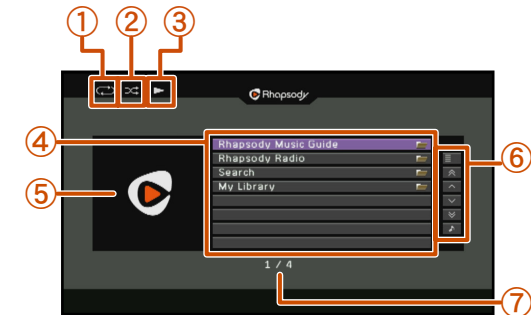 ① ② ③
Rhapsody
④
Rhapsody Music Guide
Rhapsody Radio
Search
My Library
⑤
⑥
1 / 4
⑦